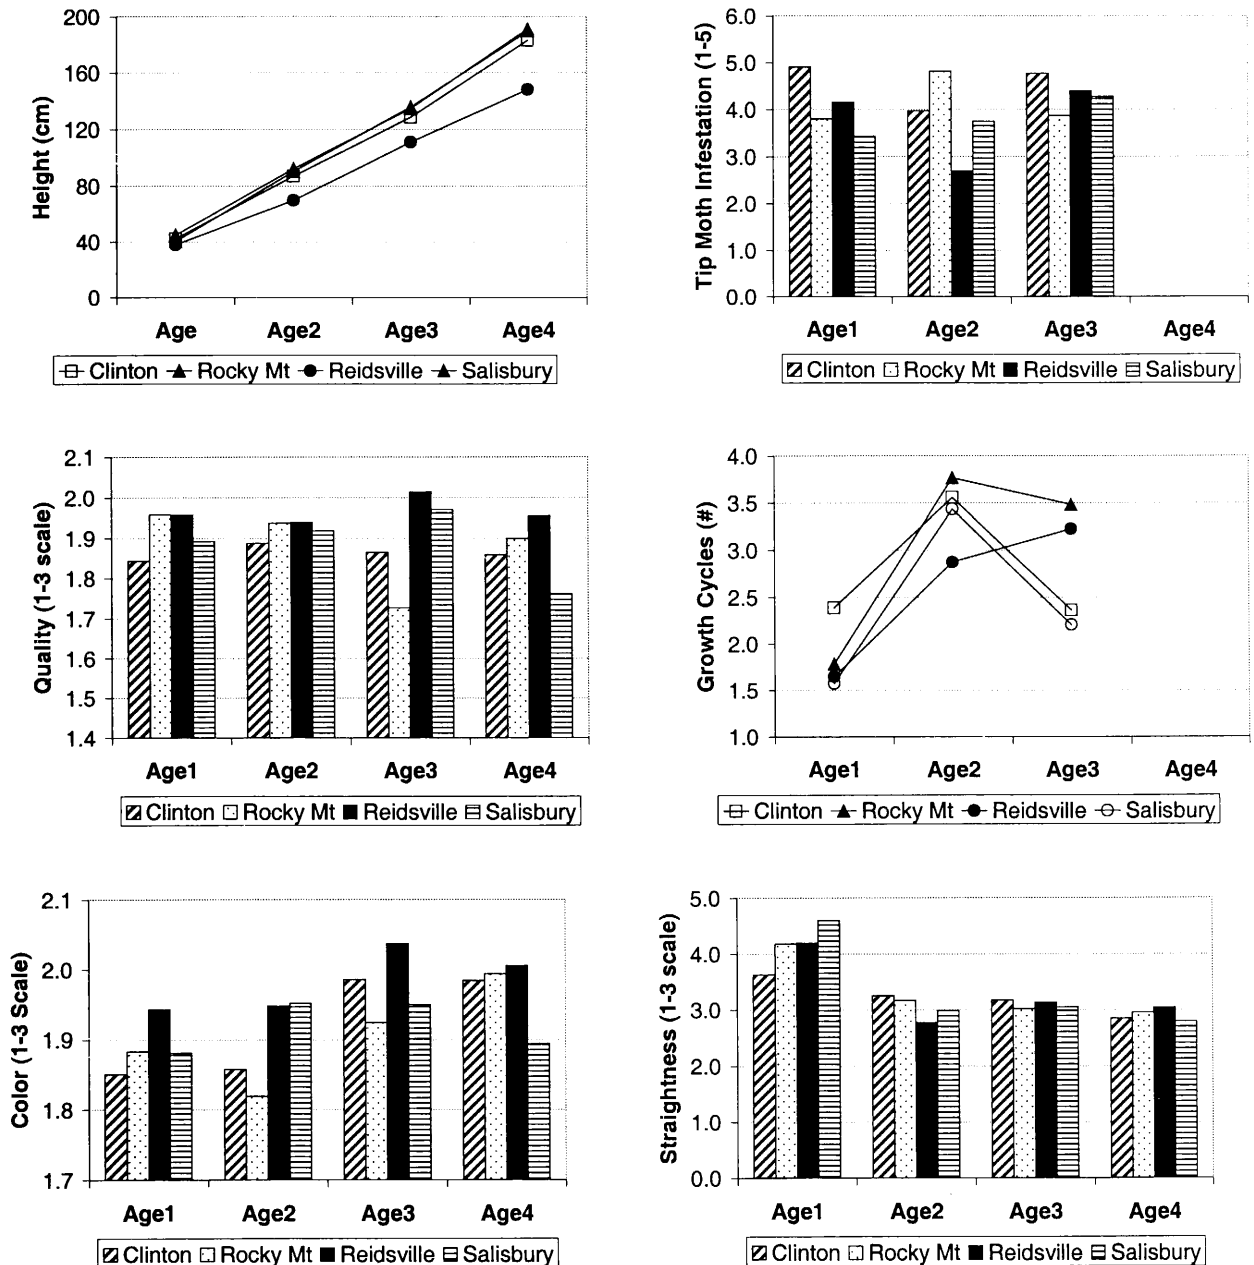 Height (cm)
200
160
120
80
40
0
Age Age2 Age3 Age4
Clinton Rocky Mt Reidsville Salisbury
Tip Moth Infestation (1-5)
6.0
5.0
4.0
3.0
2.0
1.0
0.0
Age1 Age2 Age3 Age4
Clinton Rocky Mt Reidsville Salisbury
Quality (1-3 scale)
2.1
2.0
1.9
1.8
1.7
1.6
1.5
1.4
Age1 Age2 Age3 Age4
Clinton Rocky Mt Reidsville Salisbury
Growth Cycles (#)
4.0
3.5
3.0
2.5
2.0
1.5
1.0
Age1 Age2 Age3 Age4
Clinton Rocky Mt Reidsville Salisbury
Color (1-3 Scale)
2.1
2.0
1.9
1.8
1.7
Age1 Age2 Age3 Age4
Clinton Rocky Mt Reidsville Salisbury
Straightness (1-3 scale)
5.0
4.0
3.0
2.0
1.0
0.0
Age1 Age2 Age3 Age4
Clinton Rocky Mt Reidsville Salisbury